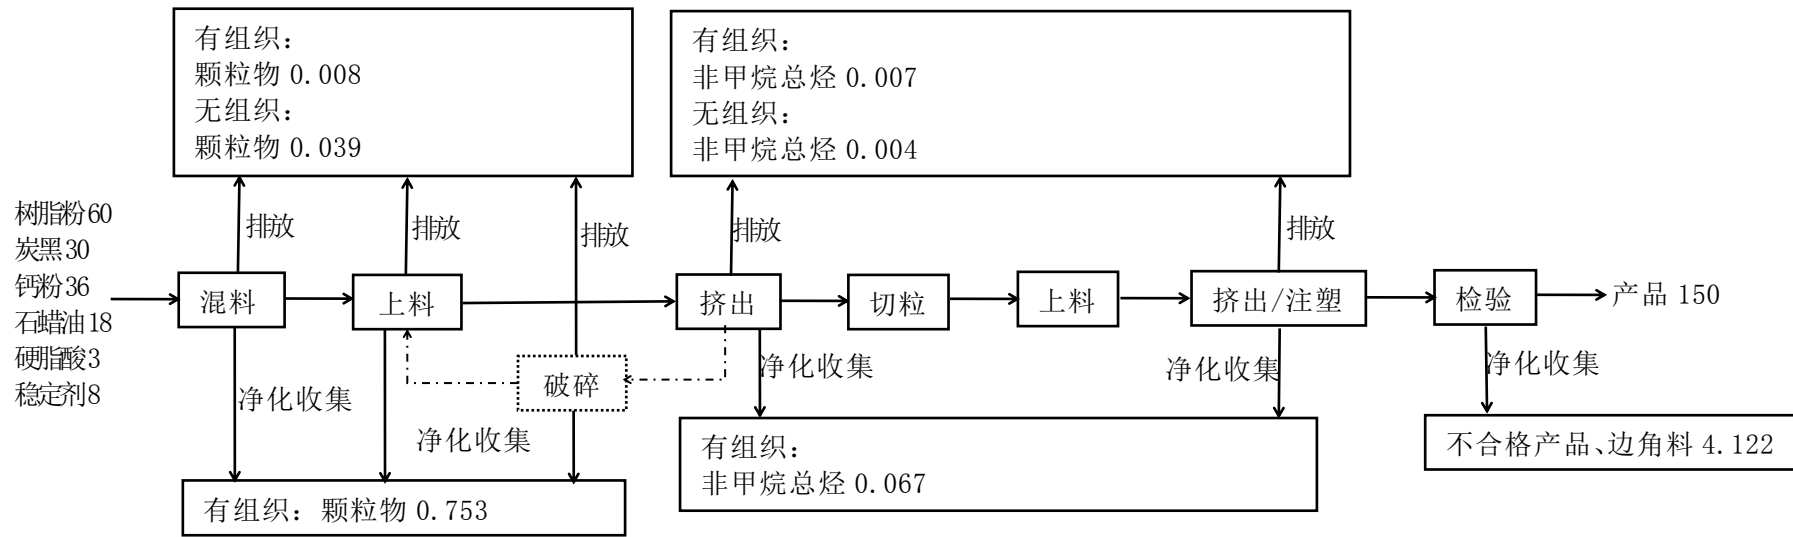 有组织：
颗粒物 0.008
无组织：
颗粒物 0.039
有组织：
非甲烷总烃 0.007
无组织：
非甲烷总烃 0.004
树脂粉60
炭黑30
钙粉36
石蜡油18
硬脂酸3
稳定剂8
排放
排放
排放
排放
排放
混料
上料
挤出
切粒
上料
挤出/注塑
检验
产品 150
破碎
净化收集
净化收集
净化收集
净化收集
净化收集
有组织：
非甲烷总烃 0.067
不合格产品、边角料 4.122
有组织：颗粒物 0.753